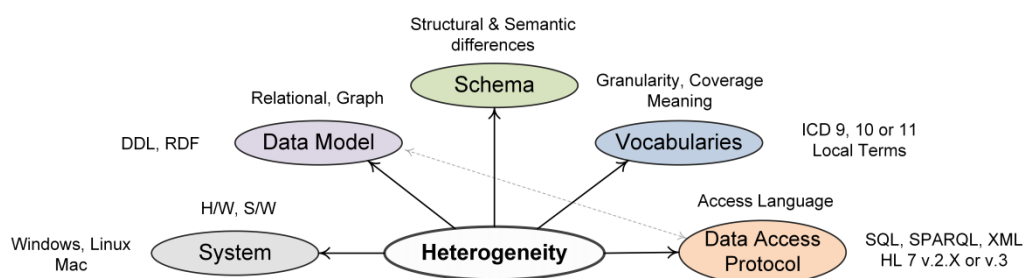 Structural & Semantic
differences
Schema
Granularity, Coverage
Meaning
Relational, Graph
DDL, RDF
Data Model
Vocabularies
ICD 9, 10 or 11
Local Terms
H/W, S/W
Access Language
Windows, Linux
Mac
System
Heterogeneity
Data Access
Protocol
SQL, SPARQL, XML
HL 7 v.2.X or v.3